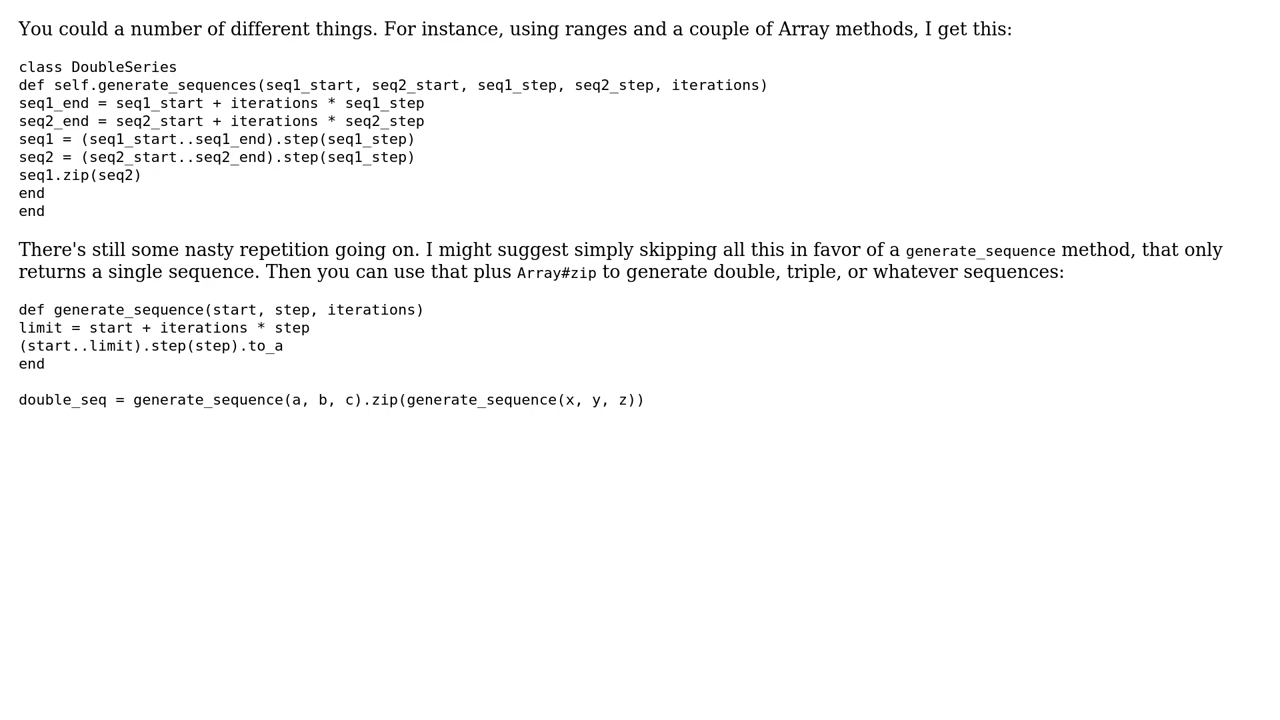 You could a number of different things. For instance, using ranges and a couple of Array methods, I get this:
class DoubleSeries
def self.generate_sequences(seq1_start, seq2_start, seq1_step, seq2_step, iterations)
seq1_end = seq1_start + iterations * seq1_step
seq2_end = seq2_start + iterations * seq2_step
seq1 = (seq1_start..seq1_end).step(seq1_step)
seq2 = (seq2_start..seq2_end).step(seq1_step)
seq1.zip(seq2)
end
end
There's still some nasty repetition going on. I might suggest simply skipping all this in favor of a generate_sequence method, that only
returns a single sequence. Then you can use that plus Array#zip to generate double, triple, or whatever sequences:
def generate_sequence(start, step, iterations)
limit = start + iterations * step
(start..limit).step(step).to_a
end
double_seq = generate_sequence(a, b, c).zip(generate_sequence(x, y, z))